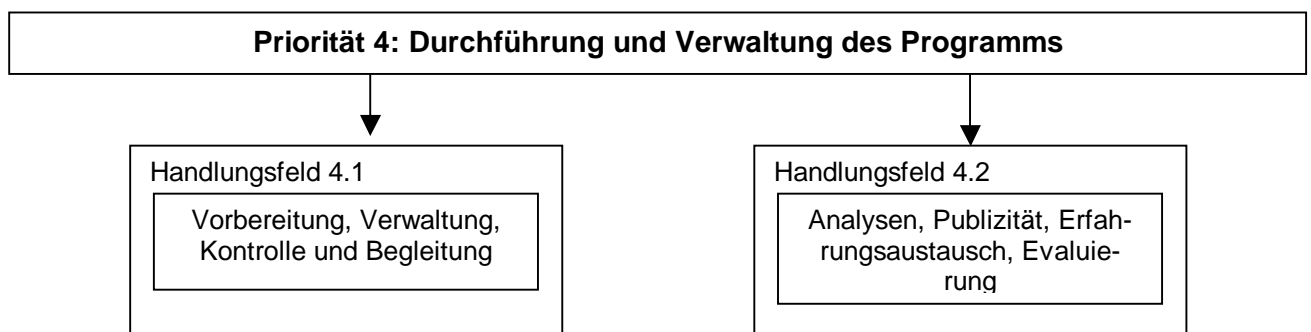 Priorität 4: Durchführung und Verwaltung des Programms
Handlungsfeld 4.1
Vorbereitung, Verwaltung,
Kontrolle und Begleitung
Handlungsfeld 4.2
Analysen, Publizität, Erfah-
rungsaustausch, Evaluie-
rung